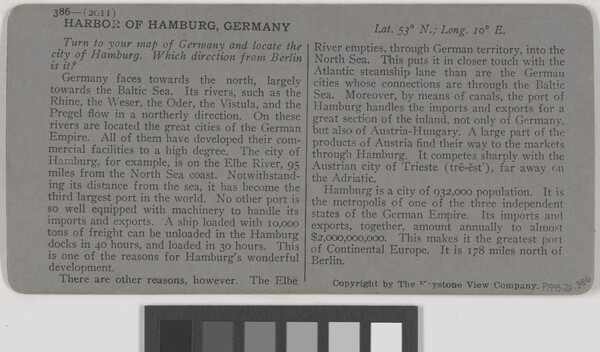 386—(2011)
HARBOR OF HAMBURG, GERMANY
Turn to your map of Germany and locate the
city of Hamburg. Which direction from Berlin
is it?
Germany faces towards the north, largely
towards the Baltic Sea. Its rivers, such as the
Rhine, the Weser, the Oder, the Vistula, and the
Pregel flow in a northerly direction. On these
rivers are located the great cities of the German
Empire. All of them have developed their com-
mercial facilities to a high degree. The city of
Hamburg, for example, is on the Elbe River, 95
miles from the North Sea coast. Notwithstand-
ing its distance from the sea, it has become the
third largest port in the world. No other port is
so well equipped with machinery to handle its
imports and exports. A ship loaded with 10,000
tons of freight can be unloaded in the Hamburg
docks in 40 hours, and loaded in 30 hours. This
is one of the reasons for Hamburg's wonderful
development.
There are other reasons, however. The Elbe
Lat. 53° N.; Long. 10° E.
River empties, through German territory, into the
North Sea. This puts it in closer touch with the
Atlantic steamship lane than are the German
cities whose connections are through the Baltic
Sea. Moreover, by means of canals, the port of
Hamburg handles the imports and exports for a
great section of the inland, not only of Germany,
but also of Austria-Hungary. A large part of the
products of Austria find their way to the markets
through Hamburg. It competes sharply with the
Austrian city of Trieste (trē-ĕst'), far away on
the Adriatic.
Hamburg is a city of 932,000 population. It is
the metropolis of one of the three independent
states of the German Empire. Its imports and
exports, together, amount annually to almost
$2,000,000,000. This makes it the greatest port
of Continental Europe. It is 178 miles north of
Berlin.
Copyright by The Keystone View Company.